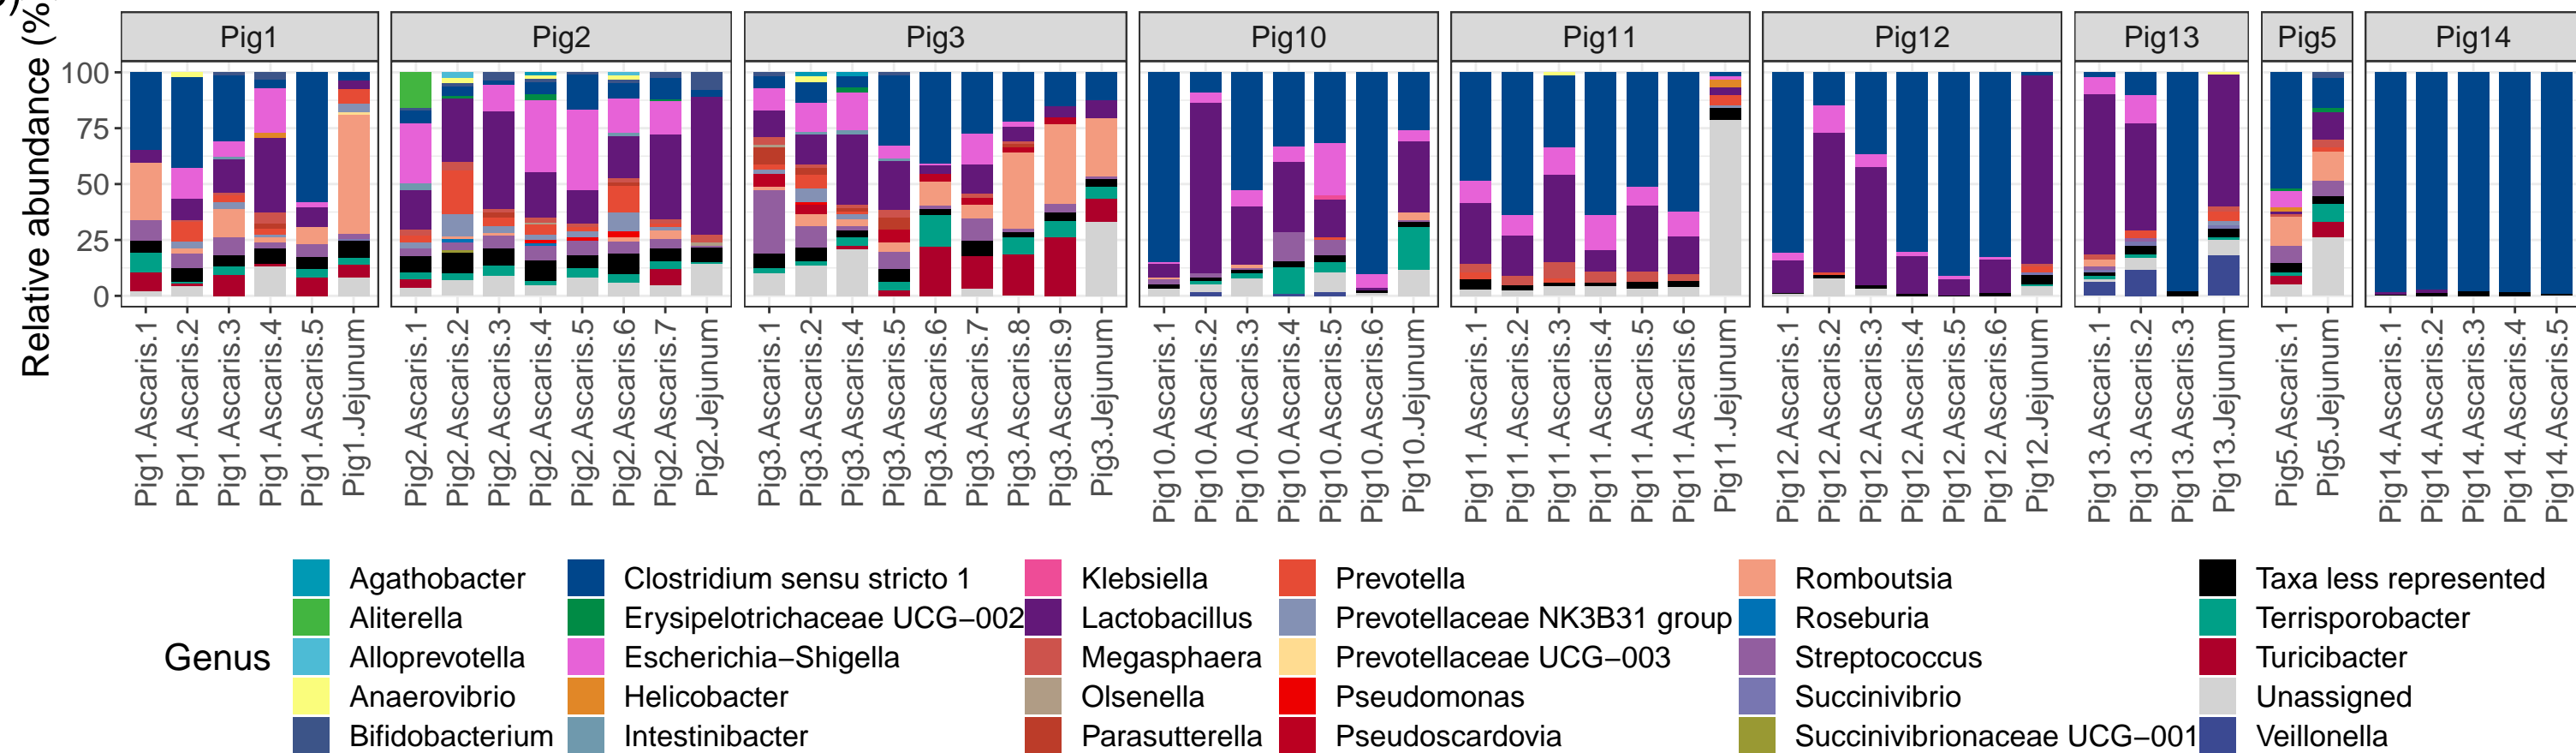 Relative abundance (%
Pig1 Pig2 Pig3 Pig10 Pig11 Pig12 Pig13 Pig5 Pig14
100
75
50
25
0
Pig1.Ascaris.1
Pig1.Ascaris.2
Pig1.Ascaris.3
Pig1.Ascaris.4
Pig1.Ascaris.5
Pig1.Jejunum
Pig2.Ascaris.1
Pig2.Ascaris.2
Pig2.Ascaris.3
Pig2.Ascaris.4
Pig2.Ascaris.5
Pig2.Ascaris.6
Pig2.Ascaris.7
Pig2.Jejunum
Pig3.Ascaris.1
Pig3.Ascaris.2
Pig3.Ascaris.4
Pig3.Ascaris.5
Pig3.Ascaris.6
Pig3.Ascaris.7
Pig3.Ascaris.8
Pig3.Ascaris.9
Pig3.Jejunum
Pig10.Ascaris.1
Pig10.Ascaris.2
Pig10.Ascaris.3
Pig10.Ascaris.4
Pig10.Ascaris.5
Pig10.Ascaris.6
Pig10.Jejunum
Pig11.Ascaris.1
Pig11.Ascaris.2
Pig11.Ascaris.3
Pig11.Ascaris.4
Pig11.Ascaris.5
Pig11.Ascaris.6
Pig11.Jejunum
Pig12.Ascaris.1
Pig12.Ascaris.2
Pig12.Ascaris.3
Pig12.Ascaris.4
Pig12.Ascaris.5
Pig12.Ascaris.6
Pig12.Jejunum
Pig13.Ascaris.1
Pig13.Ascaris.2
Pig13.Ascaris.3
Pig13.Jejunum
Pig5.Ascaris.1
Pig5.Jejunum
Pig14.Ascaris.1
Pig14.Ascaris.2
Pig14.Ascaris.3
Pig14.Ascaris.4
Pig14.Ascaris.5
Genus
Agathobacter
Aliterella
Alloprevotella
Anaerovibrio
Bifidobacterium
Clostridium sensu stricto 1
Erysipelotrichaceae UCG−002
Escherichia−Shigella
Helicobacter
Intestinibacter
Klebsiella
Lactobacillus
Megasphaera
Olsenella
Parasutterella
Prevotella
Prevotellaceae NK3B31 group
Prevotellaceae UCG−003
Pseudomonas
Pseudoscardovia
Romboutsia
Roseburia
Streptococcus
Succinivibrio
Succinivibrionaceae UCG−001
Taxa less represented
Terrisporobacter
Turicibacter
Unassigned
Veillonella